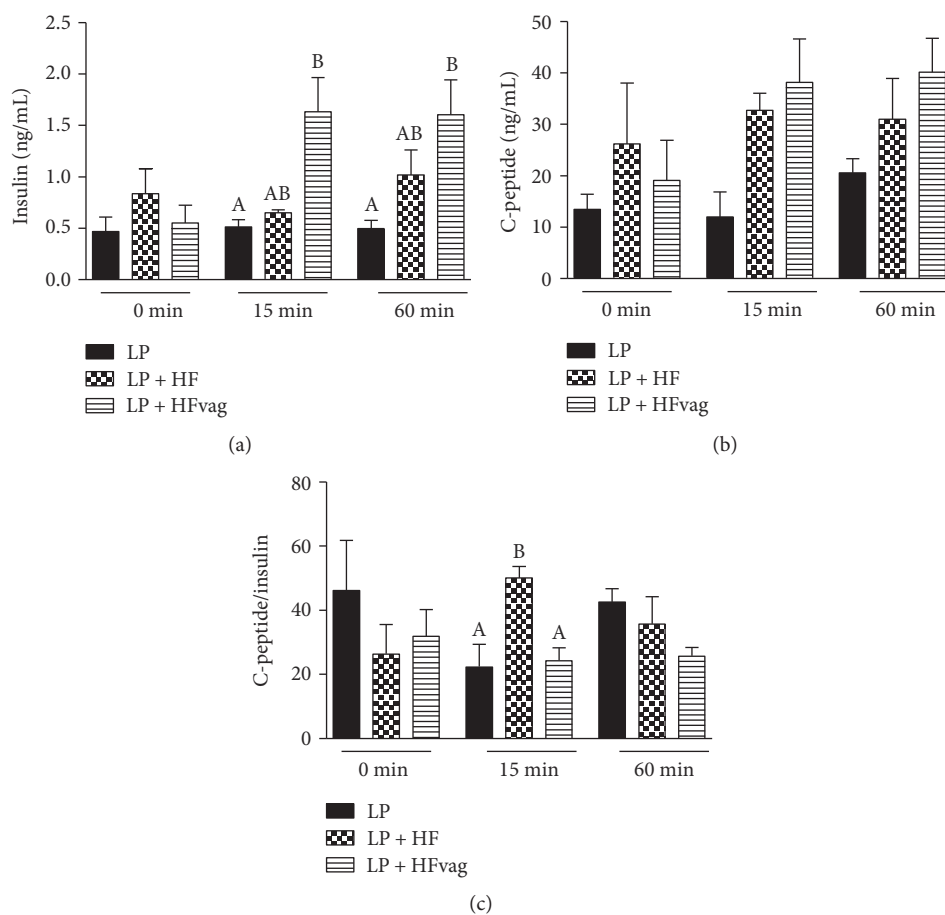 2.5
2.0
1.5
1.0
0.5
0.0
Insulin (ng/mL)
A
AB
B
A
AB
B
0 min
15 min
60 min
LP
LP + HF
LP + HFvag
(a)
50
40
30
20
10
0
C-peptide (ng/mL)
0 min
15 min
60 min
LP
LP + HF
LP + HFvag
(b)
80
60
40
20
0
C-peptide/insulin
A
B
A
0 min
15 min
60 min
LP
LP + HF
LP + HFvag
(c)